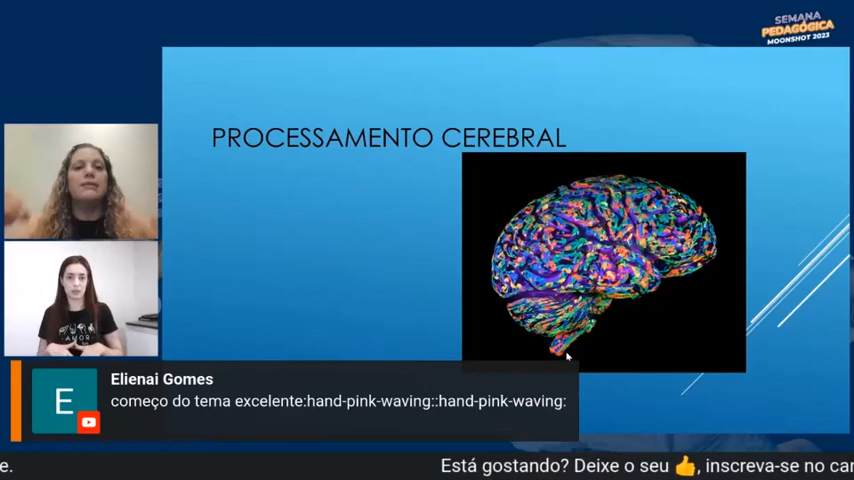 SEMANA
PEDAGÓGICA
MOONSHOT 2023
PROCESSAMENTO CEREBRAL
AMOR
E
Elienai Gomes
começo do tema excelente:hand-pink-waving::hand-pink-waving:
e.
Está gostando? Deixe o seu 👍, inscreva-se no car